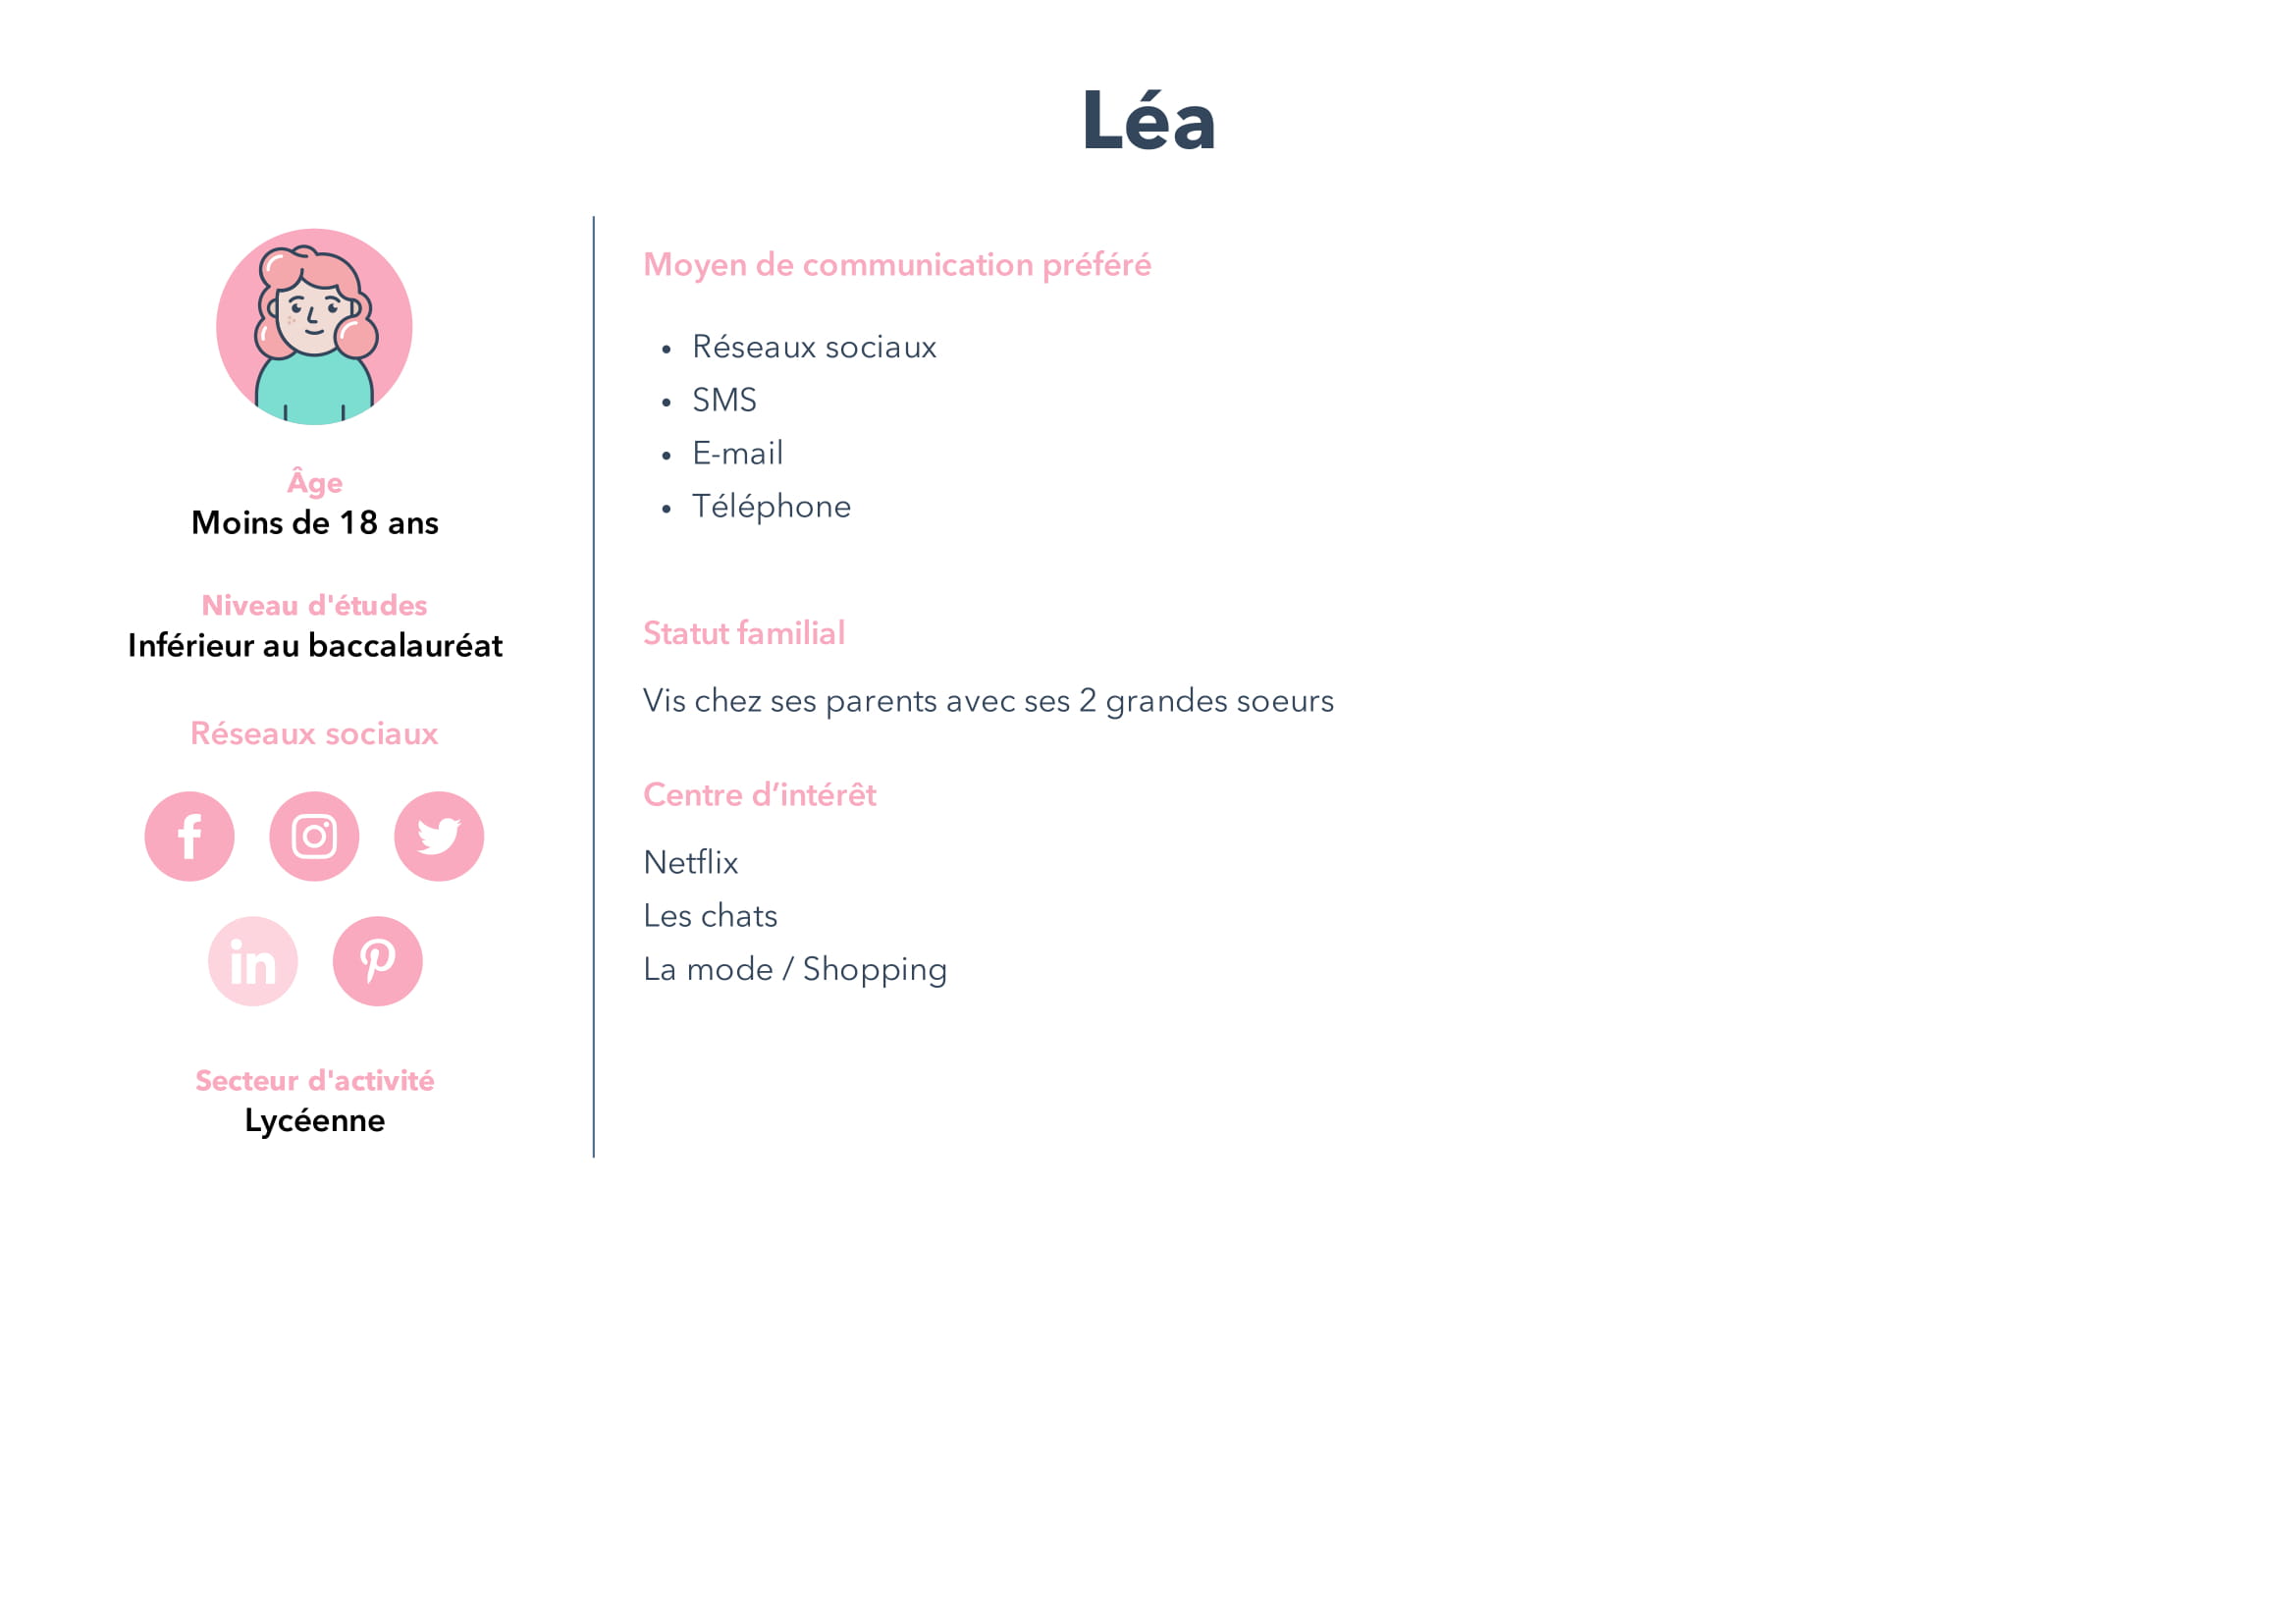 Léa
Âge
Moins de 18 ans
Niveau d'études
Inférieur au baccalauréat
Réseaux sociaux
in
Secteur d'activité
Lycéenne
Moyen de communication préféré
• Réseaux sociaux
• SMS
• E-mail
• Téléphone
Statut familial
Vis chez ses parents avec ses 2 grandes soeurs
Centre d’intérêt
Netflix
Les chats
La mode / Shopping